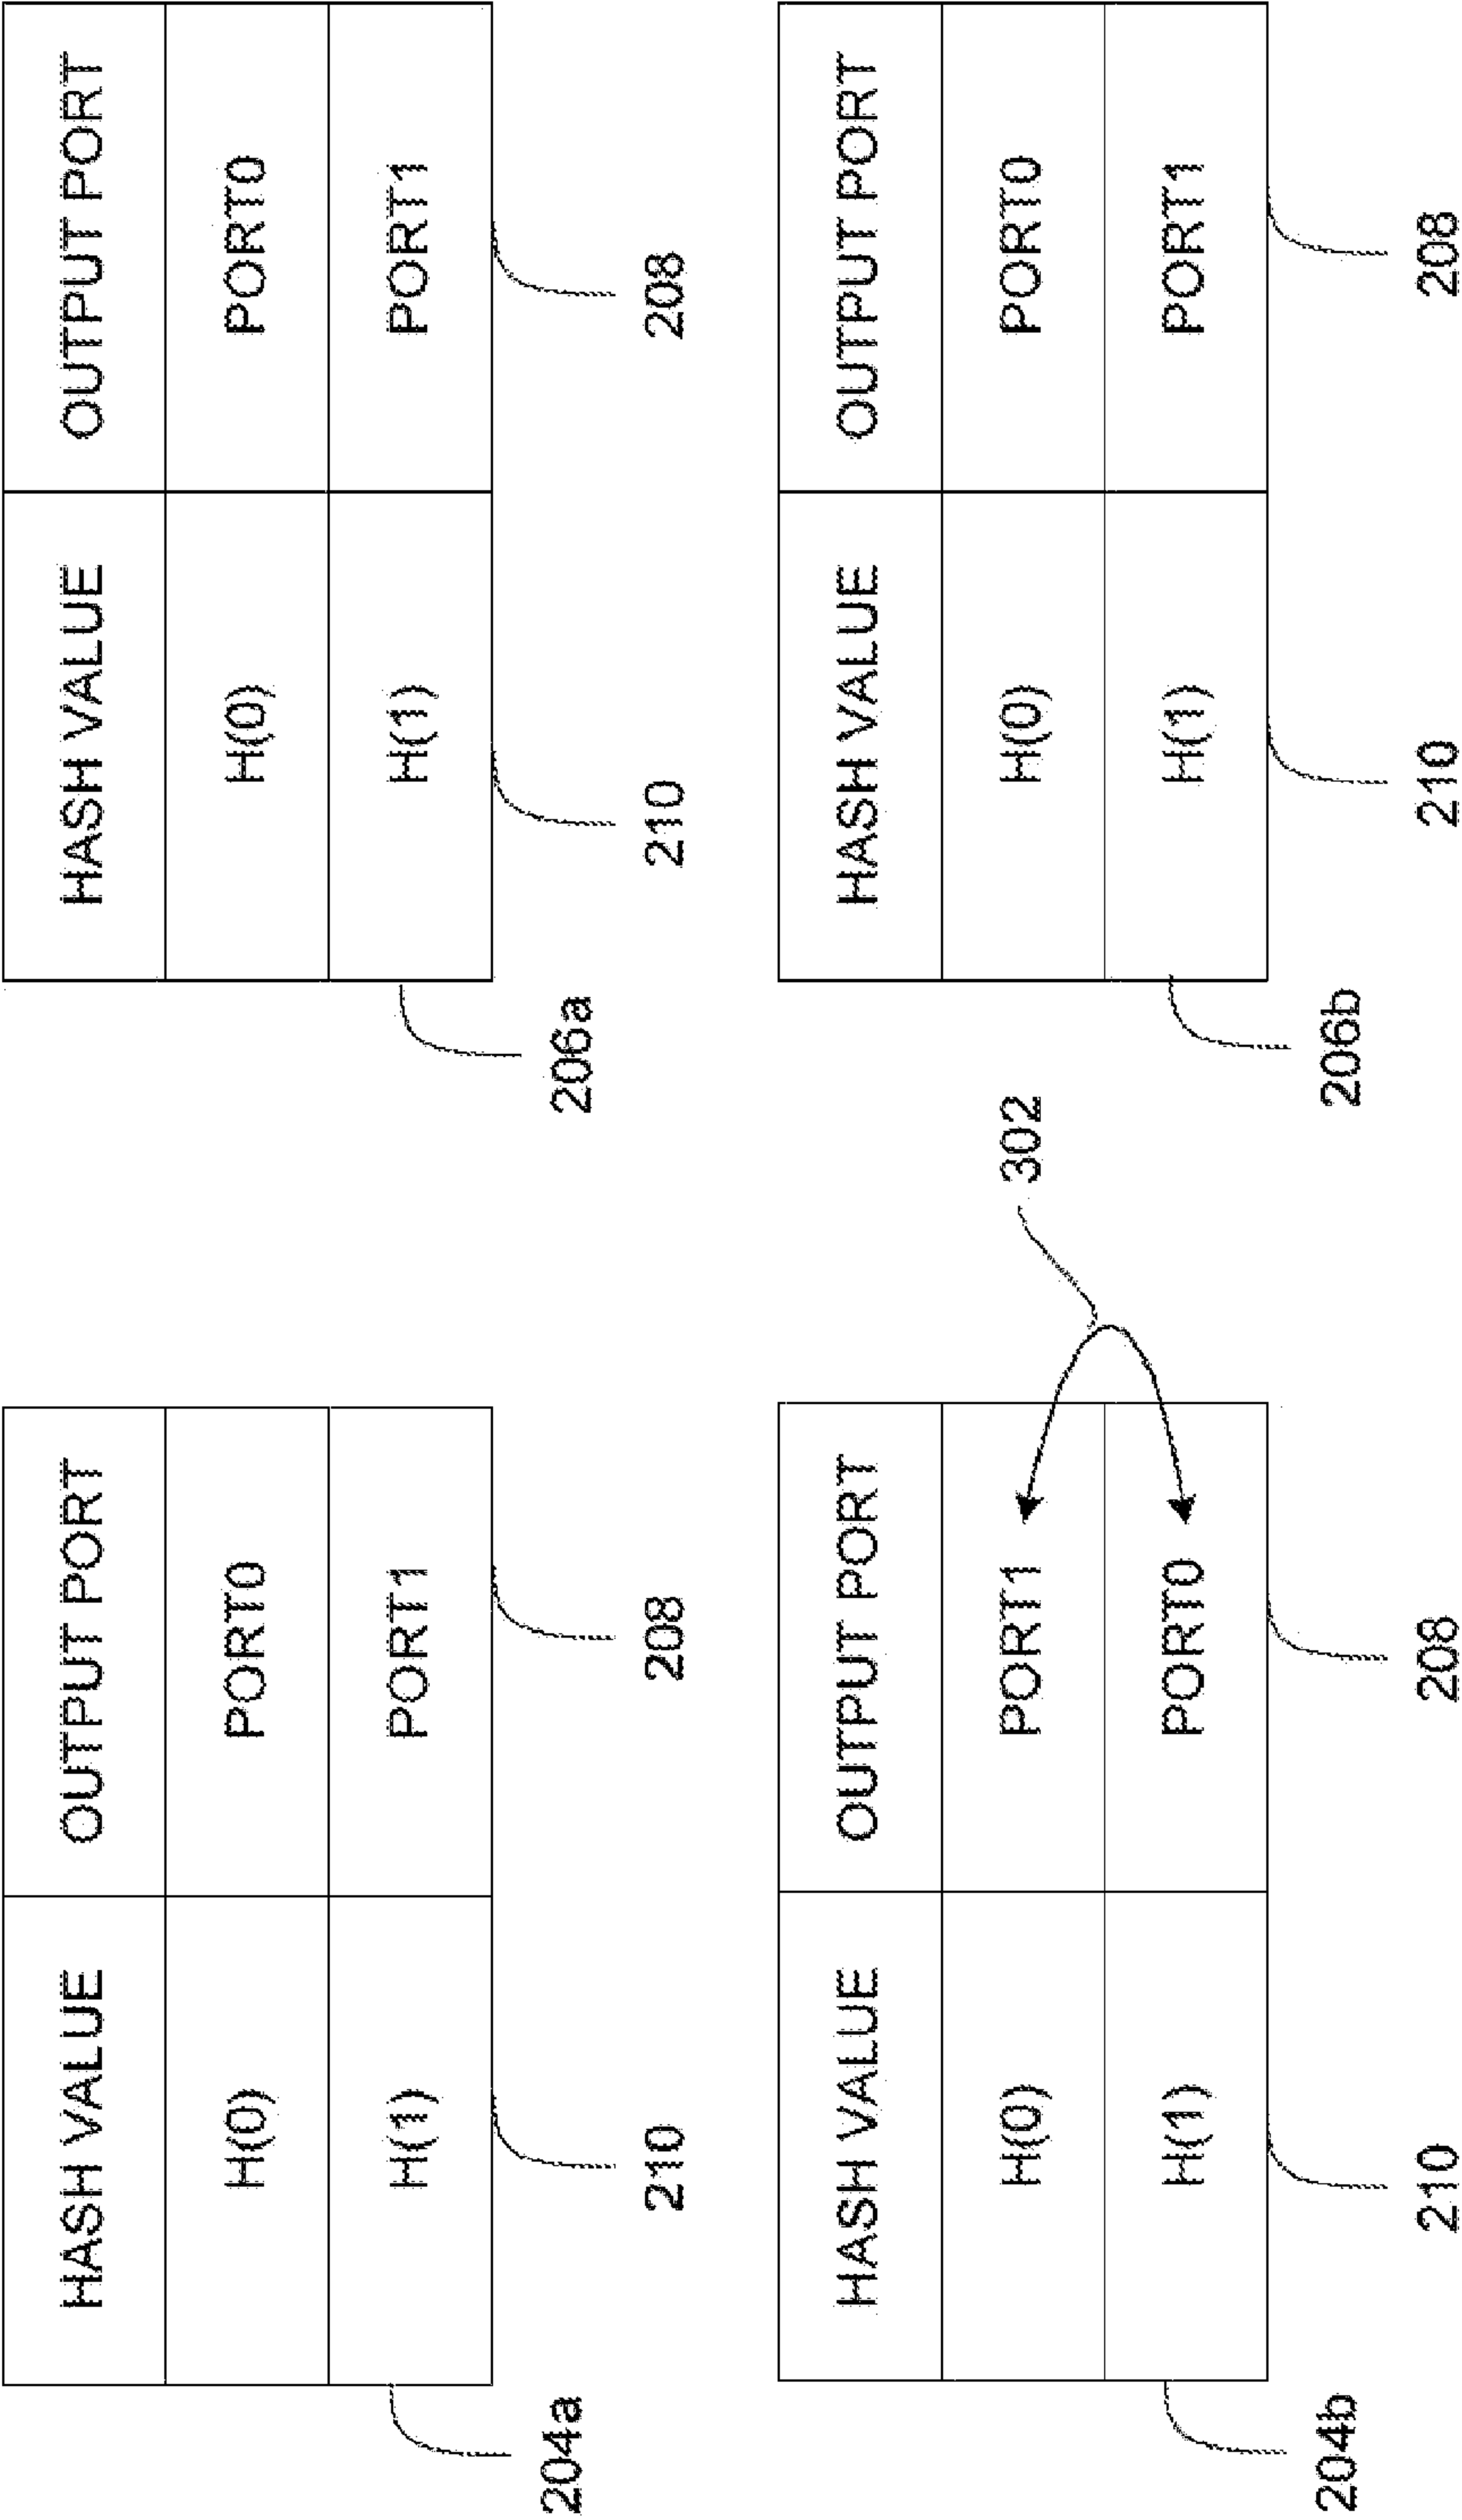 HASH VALUE OUTPUT PORT
H(0) PORT0
H(1) PORT1
204a 210 208
HASH VALUE OUTPUT PORT
H(0) PORT0
H(1) PORT1
206a 210 208
302
HASH VALUE OUTPUT PORT
H(0) PORT1
H(1) PORT0
204b 210 208
HASH VALUE OUTPUT PORT
H(0) PORT0
H(1) PORT1
206b 210 208